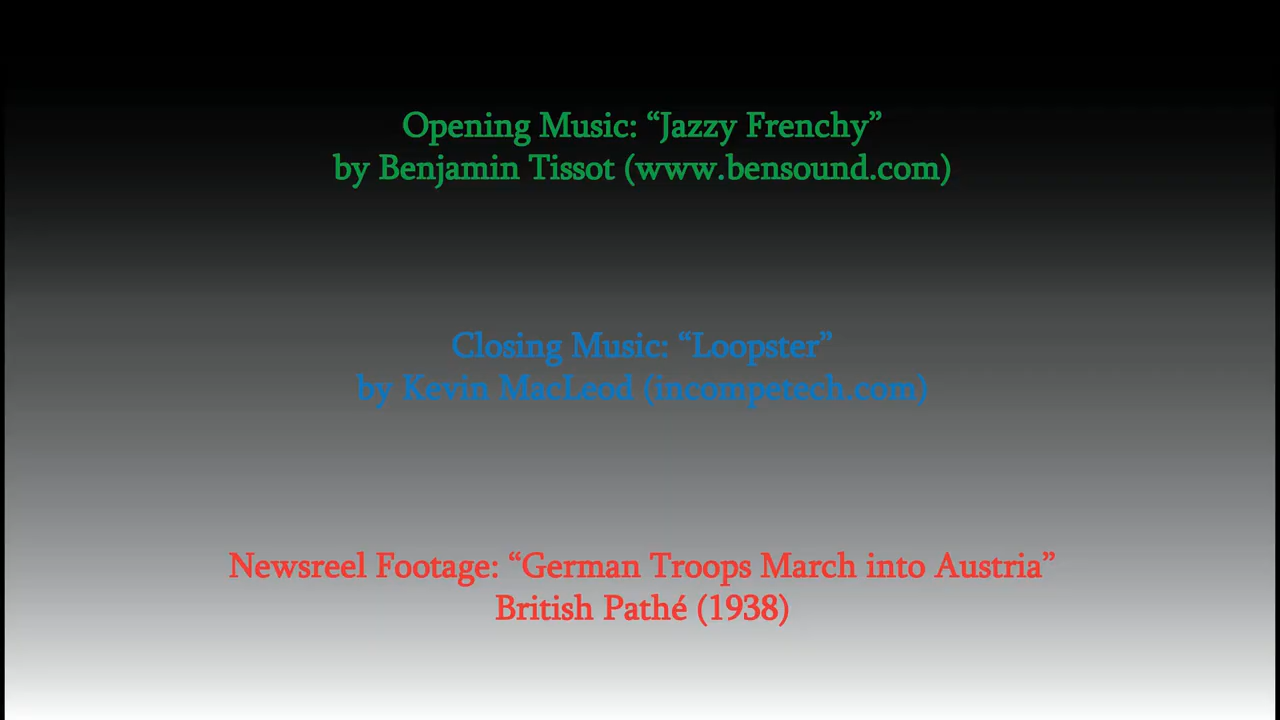 Opening Music: “Jazzy Frenchy”
by Benjamin Tissot (www.bensound.com)
Closing Music: “Loopster”
by Kevin MacLeod (incompetech.com)
Newsreel Footage: “German Troops March into Austria”
British Pathé (1938)